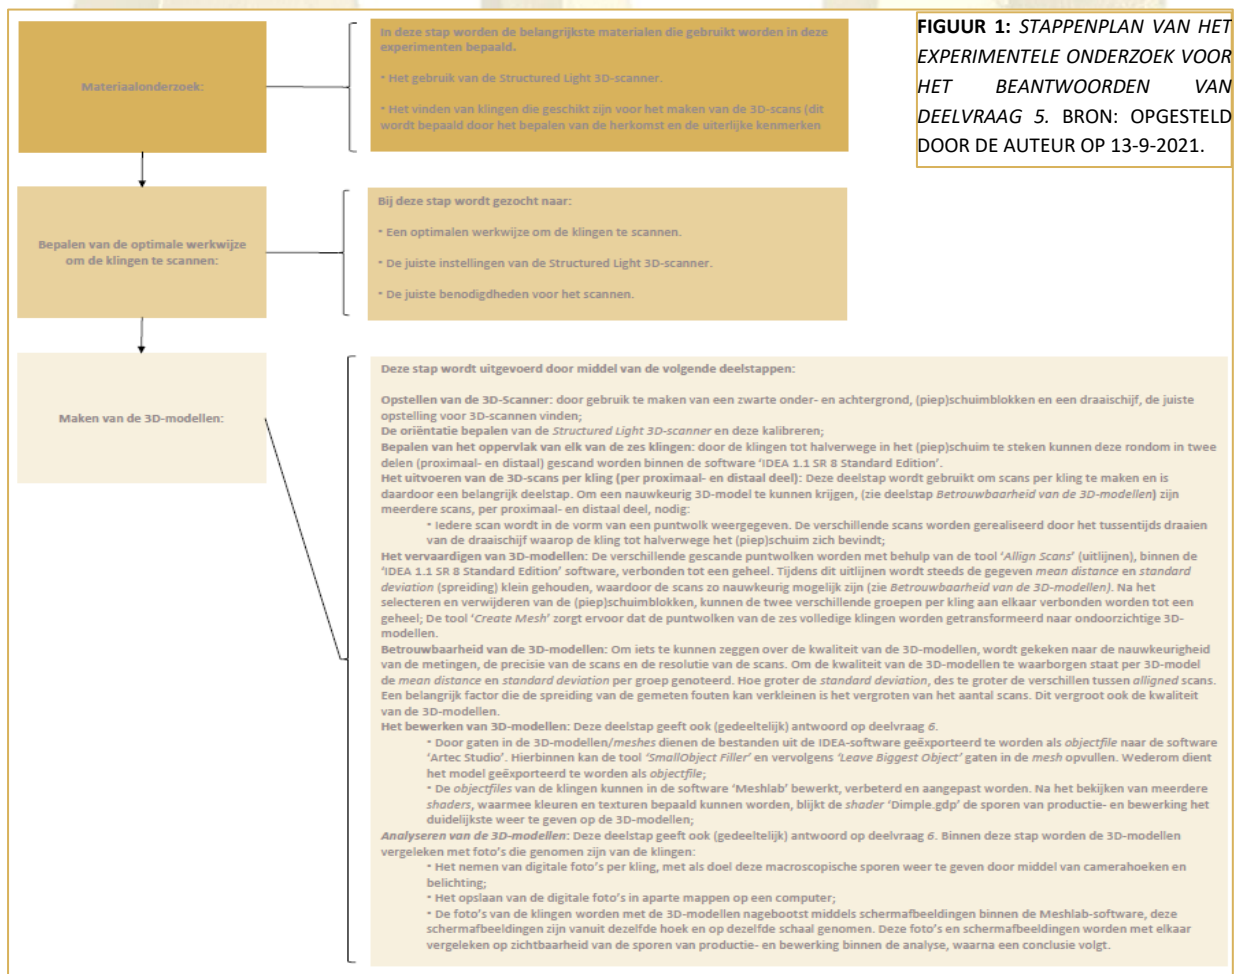 Materiaalonderzoek:
In deze stap worden de belangrijkste materialen die gebruikt worden in deze
experimenten bepaald.
• Het gebruik van de Structured Light 3D-scanner.
• Het vinden van klingen die geschikt zijn voor het maken van de 3D-scans (dit
wordt bepaald door het bepalen van de herkomst en de uiterlijke kenmerken
FIGUUR 1: STAPPENPLAN VAN HET
EXPERIMENTELE ONDERZOEK VOOR
HET BEANTWOORDEN VAN
DEELVRAAG 5. BRON: OPGESTELD
DOOR DE AUTEUR OP 13-9-2021.
Bepalen van de optimale werkwijze
om de klingen te scannen:
Bij deze stap wordt gezocht naar:
• Een optimalen werkwijze om de klingen te scannen.
• De juiste instellingen van de Structured Light 3D-scanner.
• De juiste benodigdheden voor het scannen.
Maken van de 3D-modellen:
Deze stap wordt uitgevoerd door middel van de volgende deelstappen:
Opstellen van de 3D-Scanner: door gebruik te maken van een zwarte onder- en achtergrond, (piep)schuimblokken en een draaischijf, de juiste
opstelling voor 3D-scannen vinden;
De oriëntatie bepalen van de Structured Light 3D-scanner en deze kalibreren;
Bepalen van het oppervlak van elk van de zes klingen: door de klingen tot halverwege in het (piep)schuim te steken kunnen deze rondom in twee
delen (proximaal- en distaal) gescand worden binnen de software ‘IDEA 1.1 SR 8 Standard Edition’.
Het uitvoeren van de 3D-scans per kling (per proximaal- en distaal deel): Deze deelstap wordt gebruikt om scans per kling te maken en is
daardoor een belangrijk deelstap. Om een nauwkeurig 3D-model te kunnen krijgen, (zie deelstap Betrouwbaarheid van de 3D-modellen) zijn
meerdere scans, per proximaal- en distaal deel, nodig:
• Iedere scan wordt in de vorm van een puntwolk weergegeven. De verschillende scans worden gerealiseerd door het tussentijds draaien
van de draaischijf waarop de kling tot halverwege het (piep)schuim zich bevindt;
Het vervaardigen van 3D-modellen: De verschillende gescande puntwolken worden met behulp van de tool ‘Allign Scans’ (uitlijnen), binnen de
‘IDEA 1.1 SR 8 Standard Edition’ software, verbonden tot een geheel. Tijdens dit uitlijnen wordt steeds de gegeven mean distance en standard
deviation (spreiding) klein gehouden, waardoor de scans zo nauwkeurig mogelijk zijn (zie Betrouwbaarheid van de 3D-modellen). Na het
selecteren en verwijderen van de (piep)schuimblokken, kunnen de twee verschillende groepen per kling aan elkaar verbonden worden tot een
geheel; De tool ‘Create Mesh’ zorgt ervoor dat de puntwolken van de zes volledige klingen worden getransformeerd naar ondoorzichtige 3D-
modellen.
Betrouwbaarheid van de 3D-modellen: Om iets te kunnen zeggen over de kwaliteit van de 3D-modellen, wordt gekeken naar de nauwkeurigheid
van de metingen, de precisie van de scans en de resolutie van de scans. Om de kwaliteit van de 3D-modellen te waarborgen staat per 3D-model
de mean distance en standard deviation per groep genoteerd. Hoe groter de standard deviation, des te groter de verschillen tussen alligned scans.
Een belangrijk factor die de spreiding van de gemeten fouten kan verkleinen is het vergroten van het aantal scans. Dit vergroot ook de kwaliteit
van de 3D-modellen.
Het bewerken van 3D-modellen: Deze deelstap geeft ook (gedeeltelijk) antwoord op deelvraag 6.
• Door gaten in de 3D-modellen/meshes dienen de bestanden uit de IDEA-software geëxporteerd te worden als objectfile naar de software
‘Artec Studio’. Hierbinnen kan de tool ‘SmallObject Filler’ en vervolgens ‘Leave Biggest Object’ gaten in de mesh opvullen. Wederom dient
het model geëxporteerd te worden als objectfile;
• De objectfiles van de klingen kunnen in de software ‘Meshlab’ bewerkt, verbeterd en aangepast worden. Na het bekijken van meerdere
shaders, waarmee kleuren en texturen bepaald kunnen worden, blijkt de shader ‘Dimple.gdp’ de sporen van productie- en bewerking het
duidelijkste weer te geven op de 3D-modellen;
Analyseren van de 3D-modellen: Deze deelstap geeft ook (gedeeltelijk) antwoord op deelvraag 6. Binnen deze stap worden de 3D-modellen
vergeleken met foto’s die genomen zijn van de klingen:
• Het nemen van digitale foto’s per kling, met als doel deze macroscopische sporen weer te geven door middel van camerahoeken en
belichting;
• Het opslaan van de digitale foto’s in aparte mappen op een computer;
• De foto’s van de klingen worden met de 3D-modellen nagebootst middels schermafbeeldingen binnen de Meshlab-software, deze
schermafbeeldingen zijn vanuit dezelfde hoek en op dezelfde schaal genomen. Deze foto’s en schermafbeeldingen worden met elkaar
vergeleken op zichtbaarheid van de sporen van productie- en bewerking binnen de analyse, waarna een conclusie volgt.